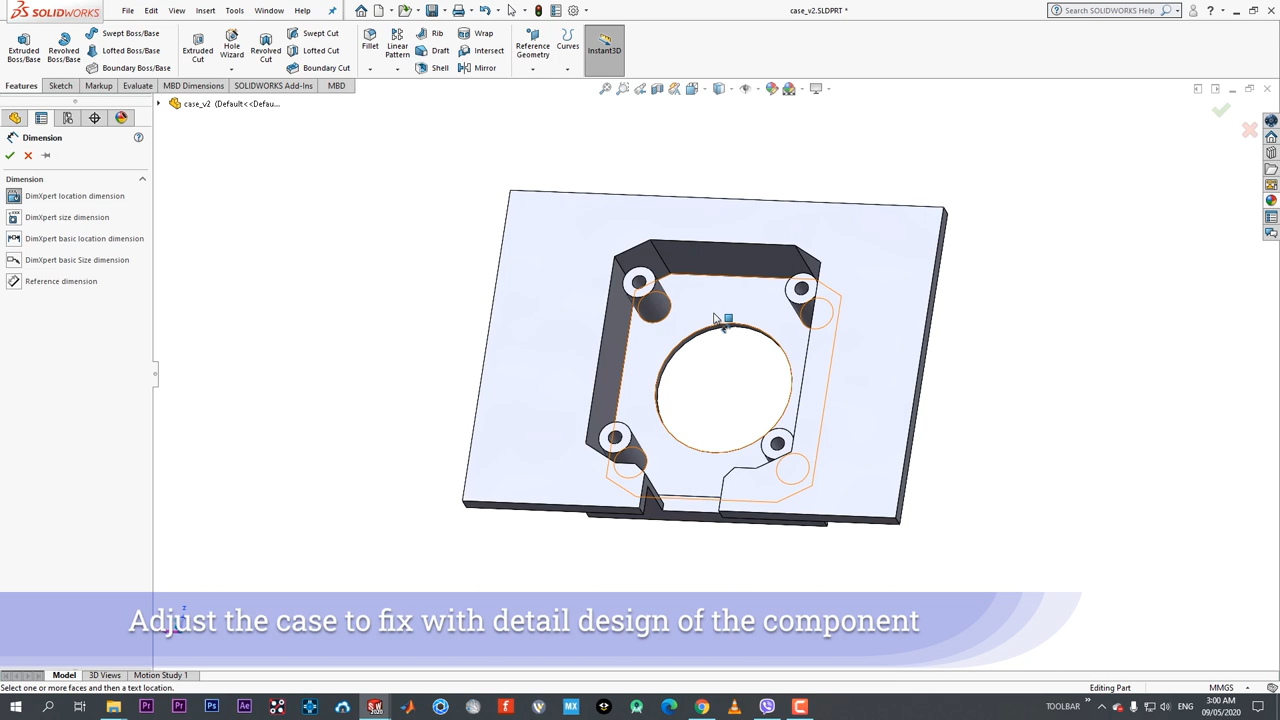 SOLIDWORKS File Edit View Insert Tools Window Help case_v2.SLDPRT * Search SOLIDWORKS Help
Extruded Boss/Base Revolved Boss/Base Swept Boss/Base Lofted Boss/Base Boundary Boss/Base Extruded Cut Hole Wizard Revolved Cut Swept Cut Lofted Cut Boundary Cut Fillet Linear Pattern Rib Draft Shell Wrap Intersect Mirror Reference Geometry Curves Instant3D
Features Sketch Markup Evaluate MBD Dimensions SOLIDWORKS Add-Ins MBD
case_v2 (Default<<Defau...
Dimension
Dimension
DimXpert location dimension
DimXpert size dimension
DimXpert basic location dimension
DimXpert basic Size dimension
Reference dimension
Adjust the case to fix with detail design of the component
Model 3D Views Motion Study 1
Select one or more faces and then a text location. Editing Part MMGS
TOOLBAR ENG 3:00 AM
09/05/2020